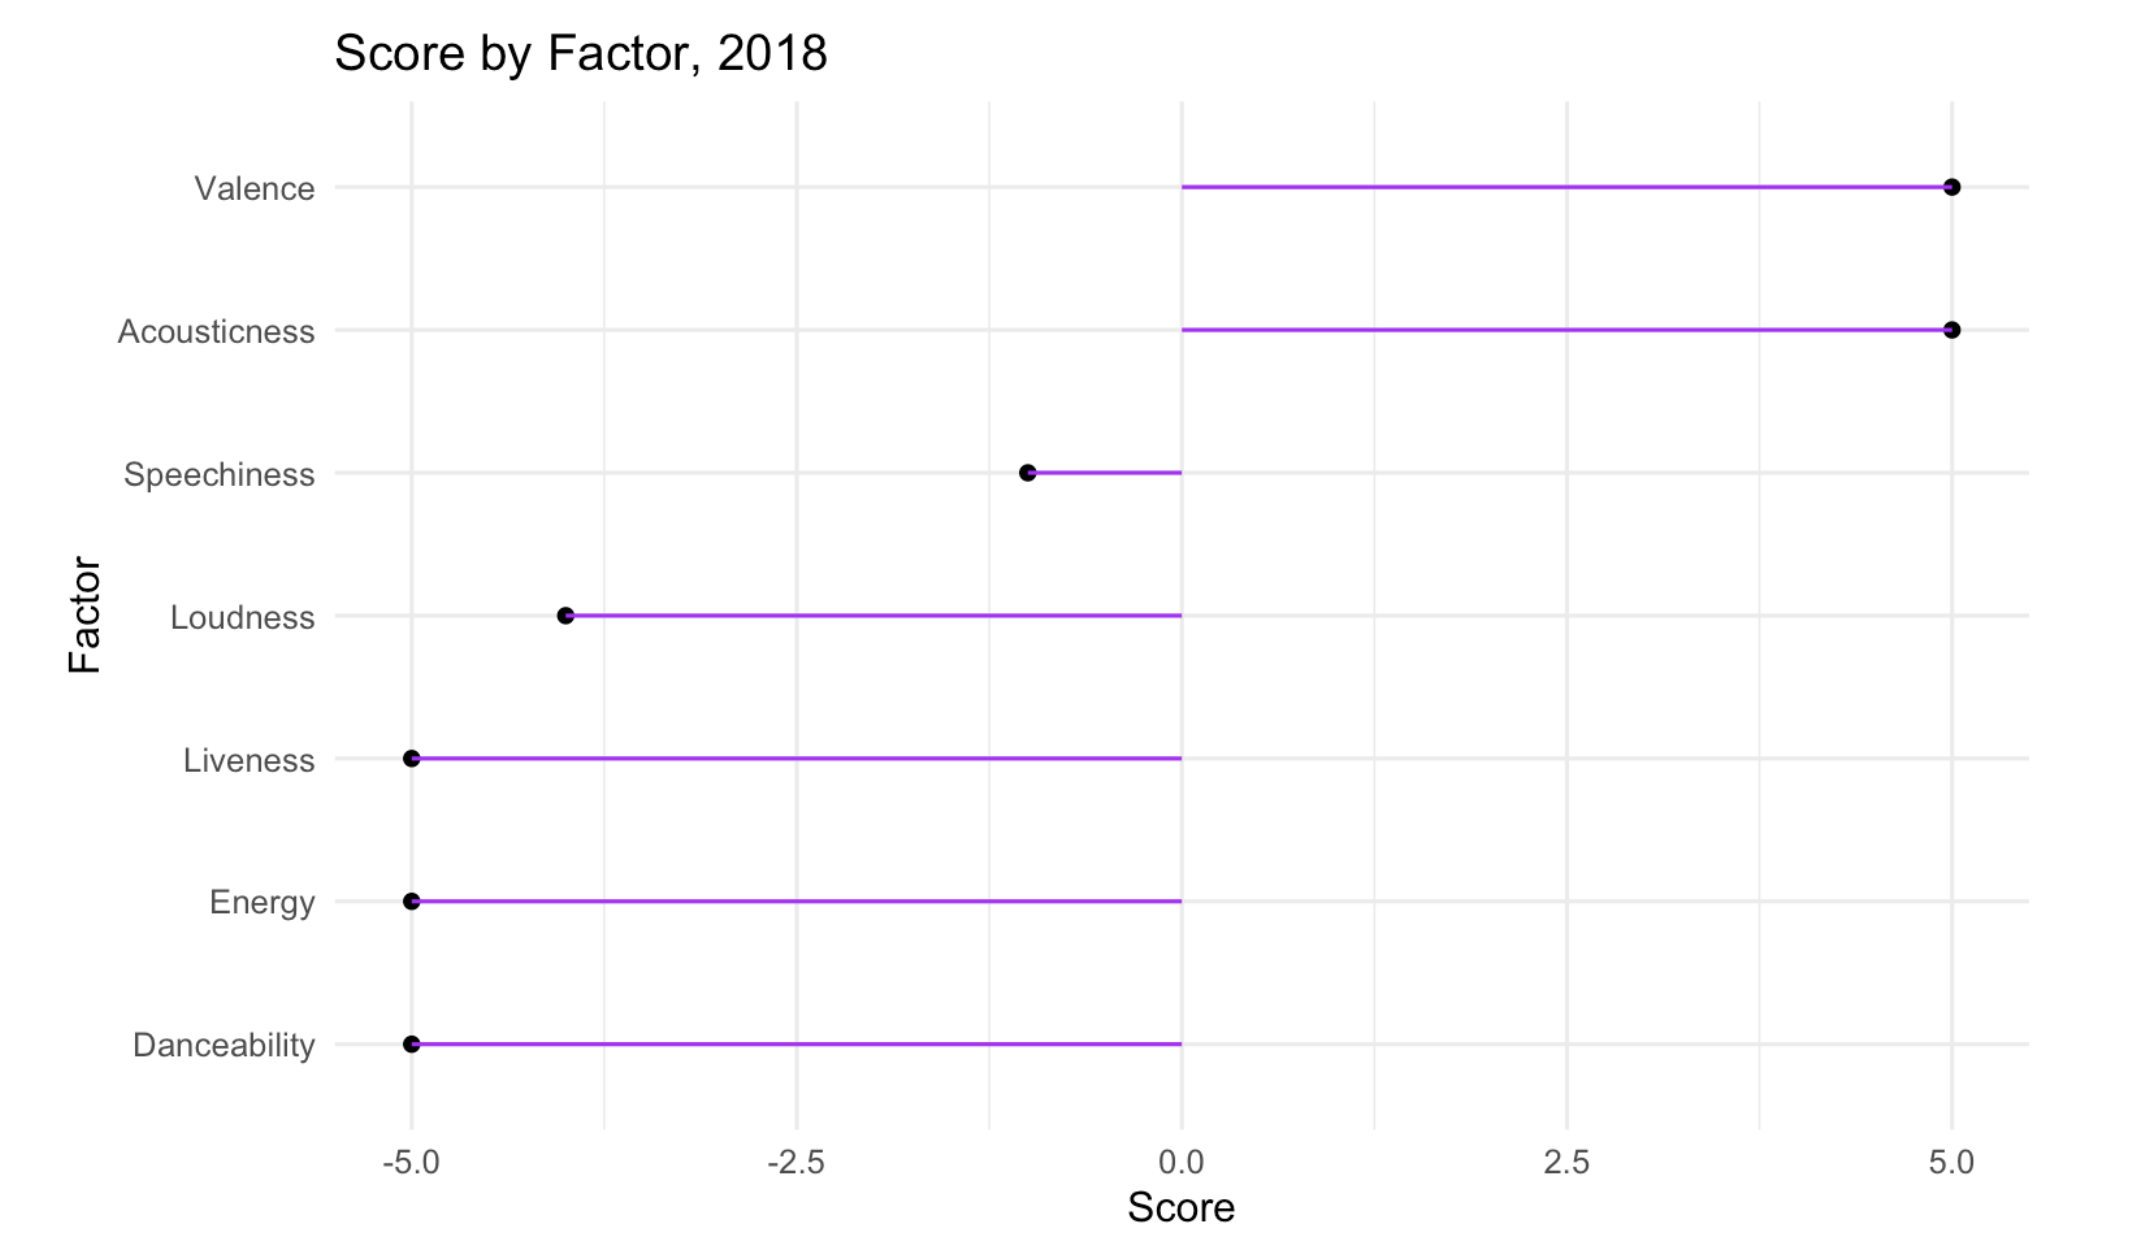 Score by Factor, 2018
Valence
Acousticness
Speechiness
Loudness
Liveness
Energy
Danceability
Factor
-5.0 -2.5 0.0 2.5 5.0
Score